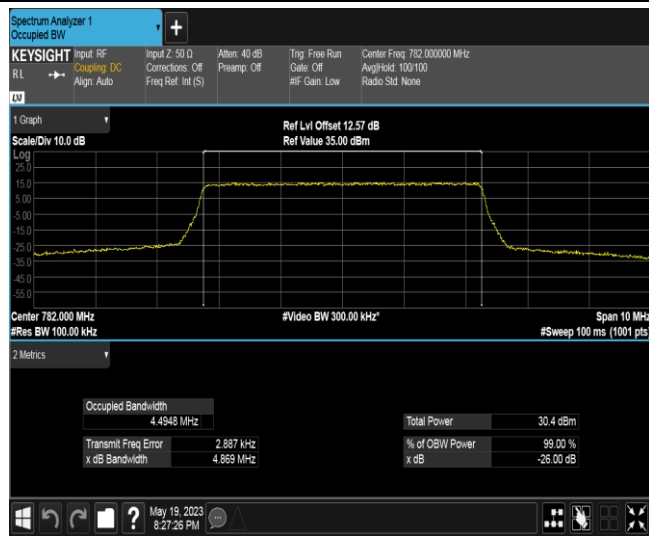 Spectrum Analyzer 1
Occupied BW
+
KEYSIGHT
RL
LXI
Input: RF
Coupling: DC
Align: Auto
Input Z: 50 Ω
Corrections: Off
Freq Ref: Int (S)
Atten: 40 dB
Preamp: Off
Trig: Free Run
Gate: Off
#IF Gain: Low
Center Freq: 782.000000 MHz
Avg|Hold: 100/100
Radio Std: None
1 Graph
Scale/Div 10.0 dB
Ref Lvl Offset 12.57 dB
Ref Value 35.00 dBm
Log
25.0
15.0
5.00
-5.00
-15.0
-25.0
-35.0
-45.0
-55.0
Center 782.000 MHz
#Res BW 100.00 kHz
#Video BW 300.00 kHz*
Span 10 MHz
#Sweep 100 ms (1001 pts)
2 Metrics
Occupied Bandwidth
4.4948 MHz
Transmit Freq Error 2.887 kHz
x dB Bandwidth 4.869 MHz
Total Power 30.4 dBm
% of OBW Power 99.00 %
x dB -26.00 dB
?
May 19, 2023
8:27:26 PM